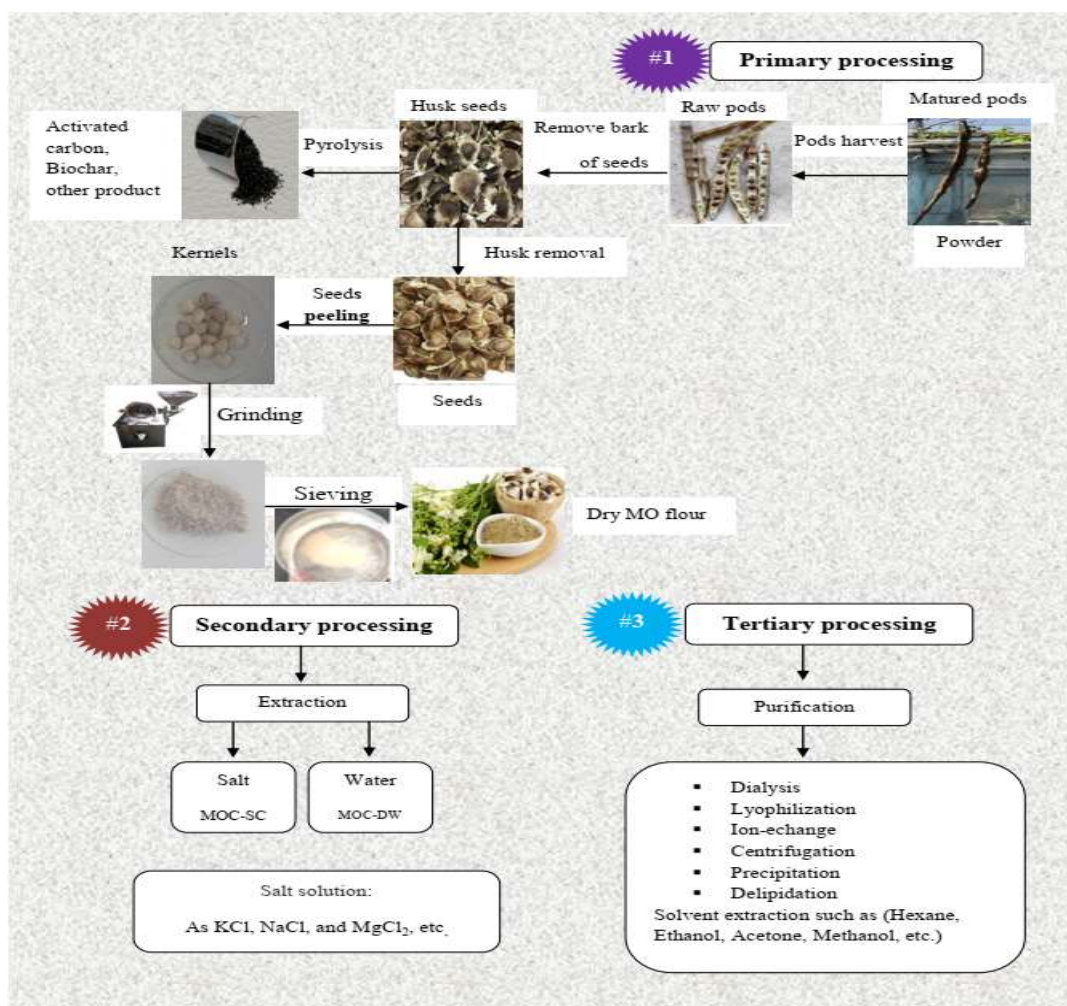 #1
Primary processing
Matured pods
Raw pods
Husk seeds
Activated
carbon,
Biochar,
other product
Pyrolysis
Remove bark
of seeds
Pods harvest
Powder
Kernels
Husk removal
Seeds
peeling
Seeds
Grinding
Sieving
Dry MO flour
#2
Secondary processing
Extraction
Salt
MOC-SC
Water
MOC-DW
Salt solution:
As KCl, NaCl, and MgCl₂, etc.
#3
Tertiary processing
Purification
▪ Dialysis
▪ Lyophilization
▪ Ion-echange
▪ Centrifugation
▪ Precipitation
▪ Delipidation
Solvent extraction such as (Hexane,
Ethanol, Acetone, Methanol, etc.)